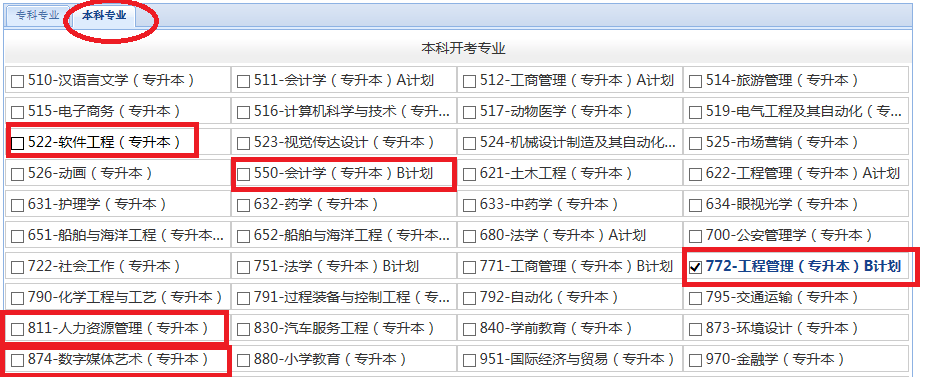 专科专业 本科专业
本科开考专业
510-汉语言文学（专升本） 511-会计学（专升本）A计划 512-工商管理（专升本）A计划 514-旅游管理（专升本）
515-电子商务（专升本） 516-计算机科学与技术（专升... 517-动物医学（专升本） 519-电气工程及其自动化（专...
522-软件工程（专升本） 523-视觉传达设计（专升本） 524-机械设计制造及其自动化... 525-市场营销（专升本）
526-动画（专升本） 550-会计学（专升本）B计划 621-土木工程（专升本） 622-工程管理（专升本）A计划
631-护理学（专升本） 632-药学（专升本） 633-中药学（专升本） 634-眼视光学（专升本）
651-船舶与海洋工程（专升本... 652-船舶与海洋工程（专升本... 680-法学（专升本）A计划 700-公安管理学（专升本）
722-社会工作（专升本） 751-法学（专升本）B计划 771-工商管理（专升本）B计划 772-工程管理（专升本）B计划
790-化学工程与工艺（专升本） 791-过程装备与控制工程（专... 792-自动化（专升本） 795-交通运输（专升本）
811-人力资源管理（专升本） 830-汽车服务工程（专升本） 840-学前教育（专升本） 873-环境设计（专升本）
874-数字媒体艺术（专升本） 880-小学教育（专升本） 951-国际经济与贸易（专升本） 970-金融学（专升本）